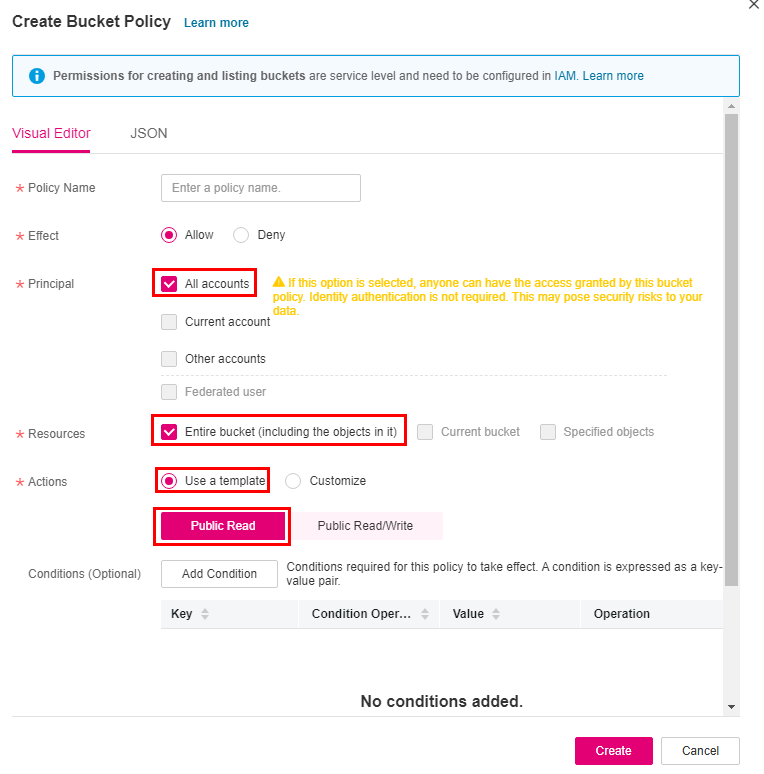 Create Bucket Policy Learn more
Permissions for creating and listing buckets are service level and need to be configured in IAM. Learn more
Visual Editor JSON
* Policy Name Enter a policy name.
* Effect Allow Deny
* Principal All accounts If this option is selected, anyone can have the access granted by this bucket
policy. Identity authentication is not required. This may pose security risks to your
data.
Current account
Other accounts
Federated user
* Resources Entire bucket (including the objects in it) Current bucket Specified objects
* Actions Use a template Customize
Public Read Public Read/Write
Conditions (Optional) Add Condition Conditions required for this policy to take effect. A condition is expressed as a key-
value pair.
Key Condition Oper... Value Operation
No conditions added.
Create Cancel